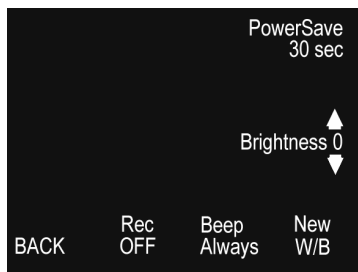 PowerSave
30 sec
Brightness 0
Rec Beep New
BACK OFF Always W/B